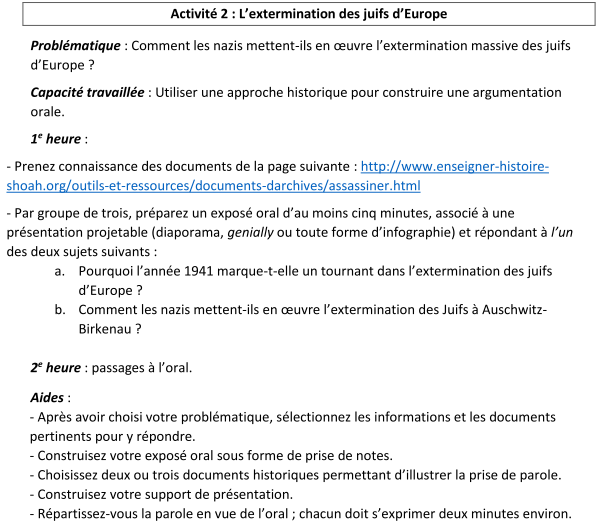 Activité 2 : L'extermination des juifs d'Europe
Problématique : Comment les nazis mettent-ils en œuvre l'extermination massive des juifs
d'Europe ?
Capacité travaillée : Utiliser une approche historique pour construire une argumentation
orale.
1e heure :
- Prenez connaissance des documents de la page suivante : http://www.enseigner-histoire-
shoah.org/outils-et-ressources/documents-darchives/assassiner.html
- Par groupe de trois, préparez un exposé oral d'au moins cinq minutes, associé à une
présentation projetable (diaporama, genially ou toute forme d'infographie) et répondant à l'un
des deux sujets suivants :
a. Pourquoi l'année 1941 marque-t-elle un tournant dans l'extermination des juifs
d'Europe ?
b. Comment les nazis mettent-ils en œuvre l'extermination des Juifs à Auschwitz-
Birkenau ?
2e heure : passages à l'oral.
Aides :
- Après avoir choisi votre problématique, sélectionnez les informations et les documents
pertinents pour y répondre.
- Construisez votre exposé oral sous forme de prise de notes.
- Choisissez deux ou trois documents historiques permettant d'illustrer la prise de parole.
- Construisez votre support de présentation.
- Répartissez-vous la parole en vue de l'oral ; chacun doit s'exprimer deux minutes environ.